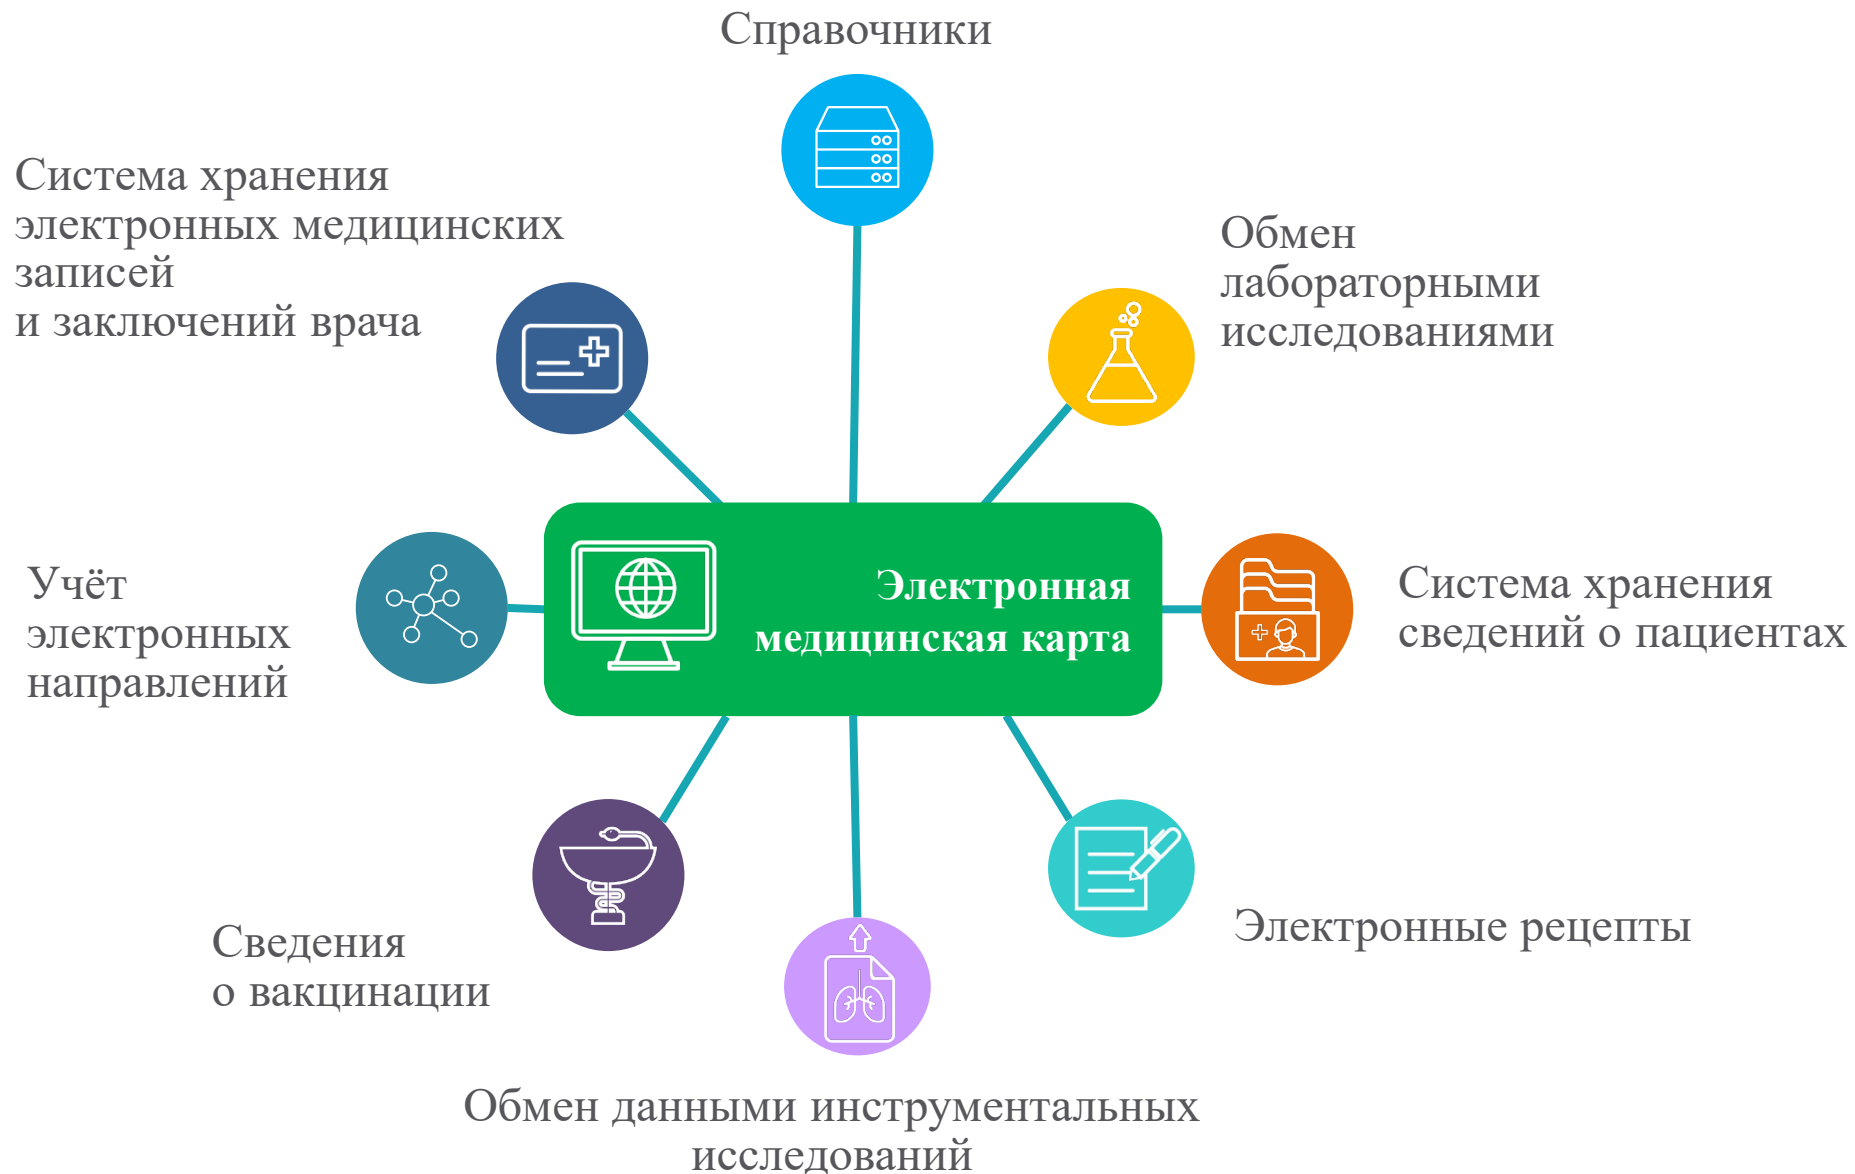 Справочники
Система хранения
электронных медицинских
записей
и заключений врача
Обмен
лабораторными
исследованиями
Учёт
электронных
направлений
Электронная
медицинская карта
Система хранения
сведений о пациентах
Сведения
о вакцинации
Электронные рецепты
Обмен данными инструментальных
исследований